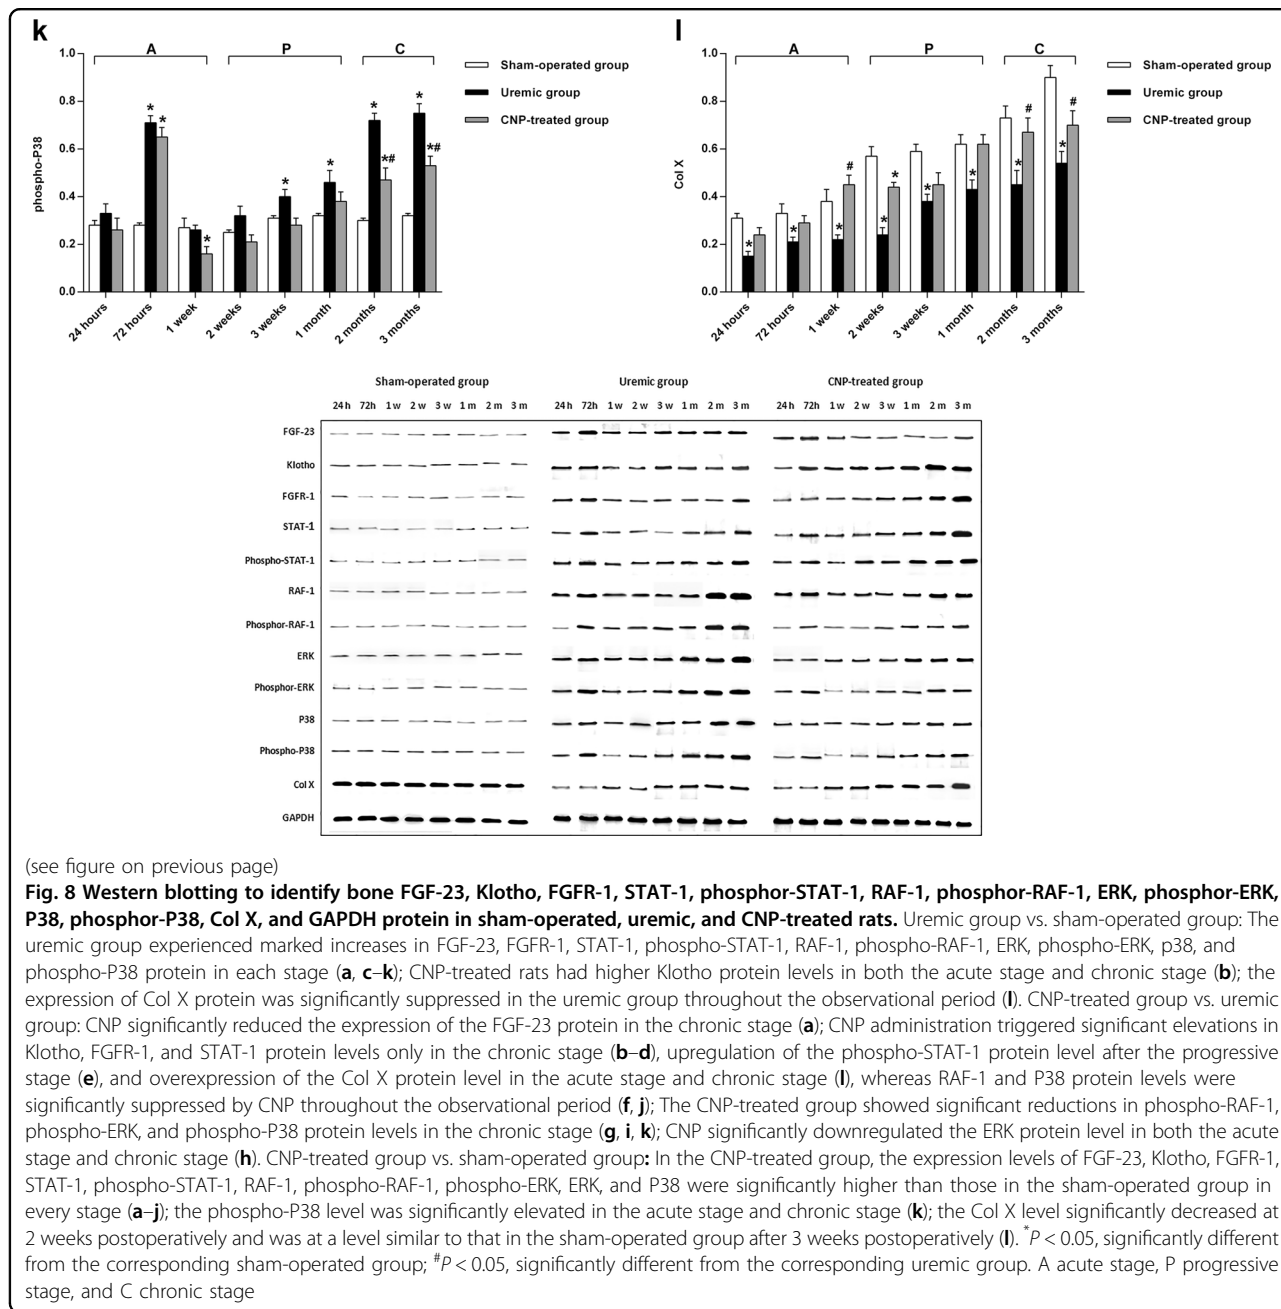 k
A P C
1.0
0.8
0.6
0.4
0.2
0.0
phospho-P38
* * * * * * *# * *#
Sham-operated group
Uremic group
CNP-treated group
24 hours 72 hours 1 week 2 weeks 3 weeks 1 month 2 months 3 months
l
A P C
1.0
0.8
0.6
0.4
0.2
0.0
Col X
* * * # * * * * * # * #
Sham-operated group
Uremic group
CNP-treated group
24 hours 72 hours 1 week 2 weeks 3 weeks 1 month 2 months 3 months
Sham-operated group Uremic group CNP-treated group
24 h 72h 1 w 2 w 3 w 1 m 2 m 3 m 24 h 72h 1 w 2 w 3 w 1 m 2 m 3 m 24 h 72h 1 w 2 w 3 w 1 m 2 m 3 m
FGF-23
Klotho
FGFR-1
STAT-1
Phospho-STAT-1
RAF-1
Phosphor-RAF-1
ERK
Phosphor-ERK
P38
Phospho-P38
Col X
GAPDH
(see figure on previous page)
Fig. 8 Western blotting to identify bone FGF-23, Klotho, FGFR-1, STAT-1, phosphor-STAT-1, RAF-1, phosphor-RAF-1, ERK, phosphor-ERK,
P38, phosphor-P38, Col X, and GAPDH protein in sham-operated, uremic, and CNP-treated rats. Uremic group vs. sham-operated group: The
uremic group experienced marked increases in FGF-23, FGFR-1, STAT-1, phospho-STAT-1, RAF-1, phospho-RAF-1, ERK, phospho-ERK, p38, and
phospho-P38 protein in each stage (a, c–k); CNP-treated rats had higher Klotho protein levels in both the acute stage and chronic stage (b); the
expression of Col X protein was significantly suppressed in the uremic group throughout the observational period (l). CNP-treated group vs. uremic
group: CNP significantly reduced the expression of the FGF-23 protein in the chronic stage (a); CNP administration triggered significant elevations in
Klotho, FGFR-1, and STAT-1 protein levels only in the chronic stage (b–d), upregulation of the phospho-STAT-1 protein level after the progressive
stage (e), and overexpression of the Col X protein level in the acute stage and chronic stage (l), whereas RAF-1 and P38 protein levels were
significantly suppressed by CNP throughout the observational period (f, j); The CNP-treated group showed significant reductions in phospho-RAF-1,
phospho-ERK, and phospho-P38 protein levels in the chronic stage (g, i, k); CNP significantly downregulated the ERK protein level in both the acute
stage and chronic stage (h). CNP-treated group vs. sham-operated group: In the CNP-treated group, the expression levels of FGF-23, Klotho, FGFR-1,
STAT-1, phospho-STAT-1, RAF-1, phospho-RAF-1, phospho-ERK, ERK, and P38 were significantly higher than those in the sham-operated group in
every stage (a–j); the phospho-P38 level was significantly elevated in the acute stage and chronic stage (k); the Col X level significantly decreased at
2 weeks postoperatively and was at a level similar to that in the sham-operated group after 3 weeks postoperatively (l). *P < 0.05, significantly different
from the corresponding sham-operated group; #P < 0.05, significantly different from the corresponding uremic group. A acute stage, P progressive
stage, and C chronic stage